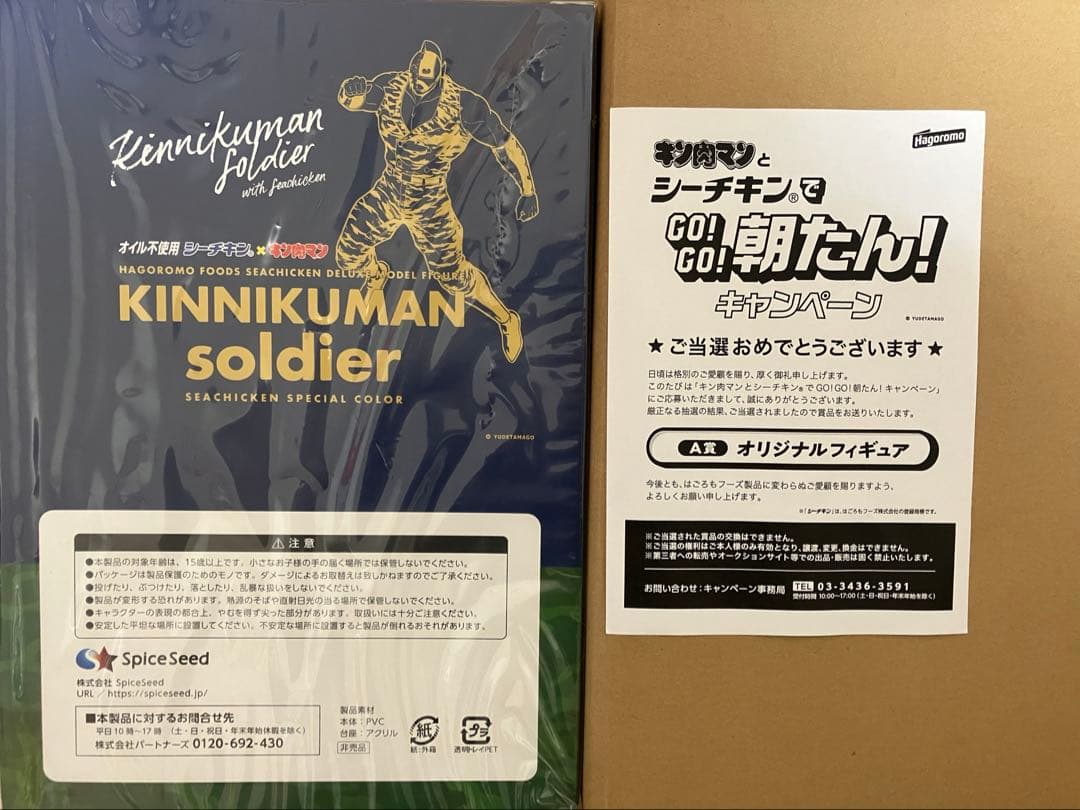 Kinnikuman
Soldier
with Seachicken
オイル不使用 シーチキン® × キン肉マン
HAGOROMO FOODS SEACHICKEN DELUXE MODEL FIGURE
KINNIKUMAN
soldier
SEACHICKEN SPECIAL COLOR
© YUDETAMAGO
⚠ 注意
●本製品の対象年齢は、15歳以上です。小さなお子様の手の届く場所では保管しないでください。
●パッケージは製品保護のためのモノです。ダメージによるお取替えは致しかねますのでご了承ください。
●投げたり、ぶつけたり、落としたり、乱暴な扱いをしないでください。
●製品が変形する恐れがあります。熱源のそばや直射日光の当る場所で保管しないでください。
●キャラクターの表現の都合上、やむを得ず尖った部分があります。取扱いには十分ご注意ください。
●安定した平坦な場所に設置してください。不安定な場所に設置すると製品が倒れるおそれがあります。
SpiceSeed
株式会社 SpiceSeed
URL / https://spiceseed.jp/
■本製品に対するお問合せ先
平日10時〜17時 (土・日・祝日・年末年始休暇を除く)
株式会社パートナーズ 0120-692-430
製品素材
本体:PVC
台座:アクリル
非売品
紙
紙:外箱
プラ
透明トレイPET
Hagoromo
キン肉マンと
シーチキン®で
GO!
GO!
朝たん!
キャンペーン
© YUDETAMAGO
★ご当選おめでとうございます★
日頃は格別のご愛顧を賜り、厚く御礼申し上げます。
このたびは「キン肉マンとシーチキン®でGO!GO!朝たん!キャンペーン」
にご応募いただきまして、誠にありがとうございます。
厳正なる抽選の結果、ご当選されましたので賞品をお送りいたします。
A賞 オリジナルフィギュア
今後とも、はごろもフーズ製品に変わらぬご愛顧を賜りますよう、
よろしくお願い申し上げます。
※「シーチキン」は、はごろもフーズ株式会社の登録商標です。
※ご当選された賞品の交換はできません。
※ご当選の権利はご本人様のみ有効となり、譲渡、変更、換金はできません。
※第三者への転売やオークションサイト等での出品・販売は固く禁止いたします。
お問い合わせ:キャンペーン事務局 TEL 03-3436-3591
受付時間 10:00〜17:00 (土・日・祝日・年末年始を除く)